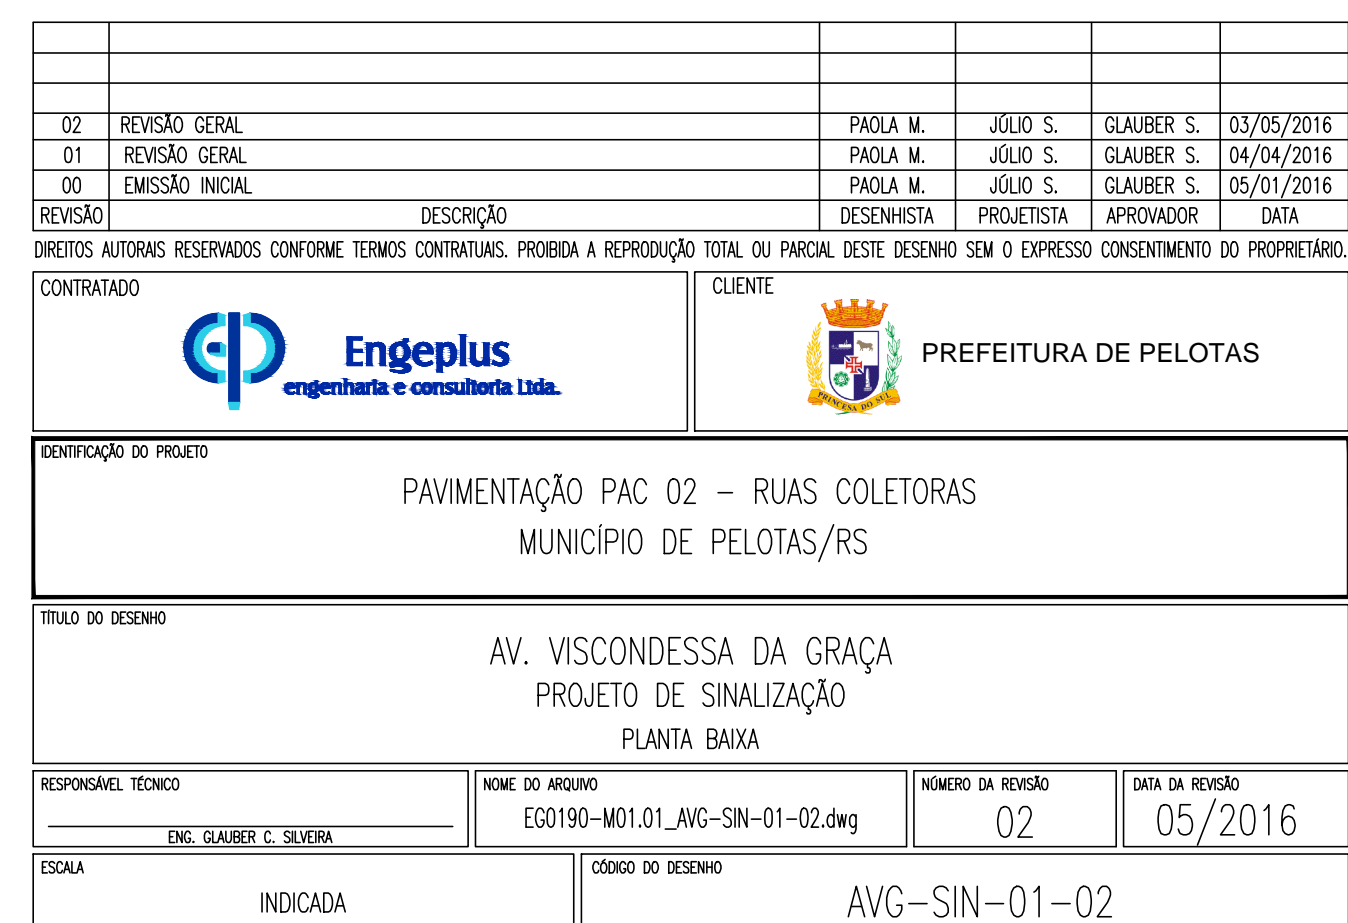 02 REVISÃO GERAL PAOLA M. JÚLIO S. GLAUBER S. 03/05/2016
01 REVISÃO GERAL PAOLA M. JÚLIO S. GLAUBER S. 04/04/2016
00 EMISSÃO INICIAL PAOLA M. JÚLIO S. GLAUBER S. 05/01/2016
REVISÃO DESCRIÇÃO DESENHISTA PROJETISTA APROVADOR DATA
DIREITOS AUTORAIS RESERVADOS CONFORME TERMOS CONTRATUAIS. PROIBIDA A REPRODUÇÃO TOTAL OU PARCIAL DESTE DESENHO SEM O EXPRESSO CONSENTIMENTO DO PROPRIETÁRIO.
CONTRATADO
Engeplus
engenharia e consultoria Ltda.
CLIENTE
PRINCESA DO SUL
PREFEITURA DE PELOTAS
IDENTIFICAÇÃO DO PROJETO
PAVIMENTAÇÃO PAC 02 – RUAS COLETORAS
MUNICÍPIO DE PELOTAS/RS
TÍTULO DO DESENHO
AV. VISCONDESSA DA GRAÇA
PROJETO DE SINALIZAÇÃO
PLANTA BAIXA
RESPONSÁVEL TÉCNICO
ENG. GLAUBER C. SILVEIRA
NOME DO ARQUIVO
EG0190-M01.01_AVG-SIN-01-02.dwg
NÚMERO DA REVISÃO
02
DATA DA REVISÃO
05/2016
ESCALA
INDICADA
CÓDIGO DO DESENHO
AVG-SIN-01-02